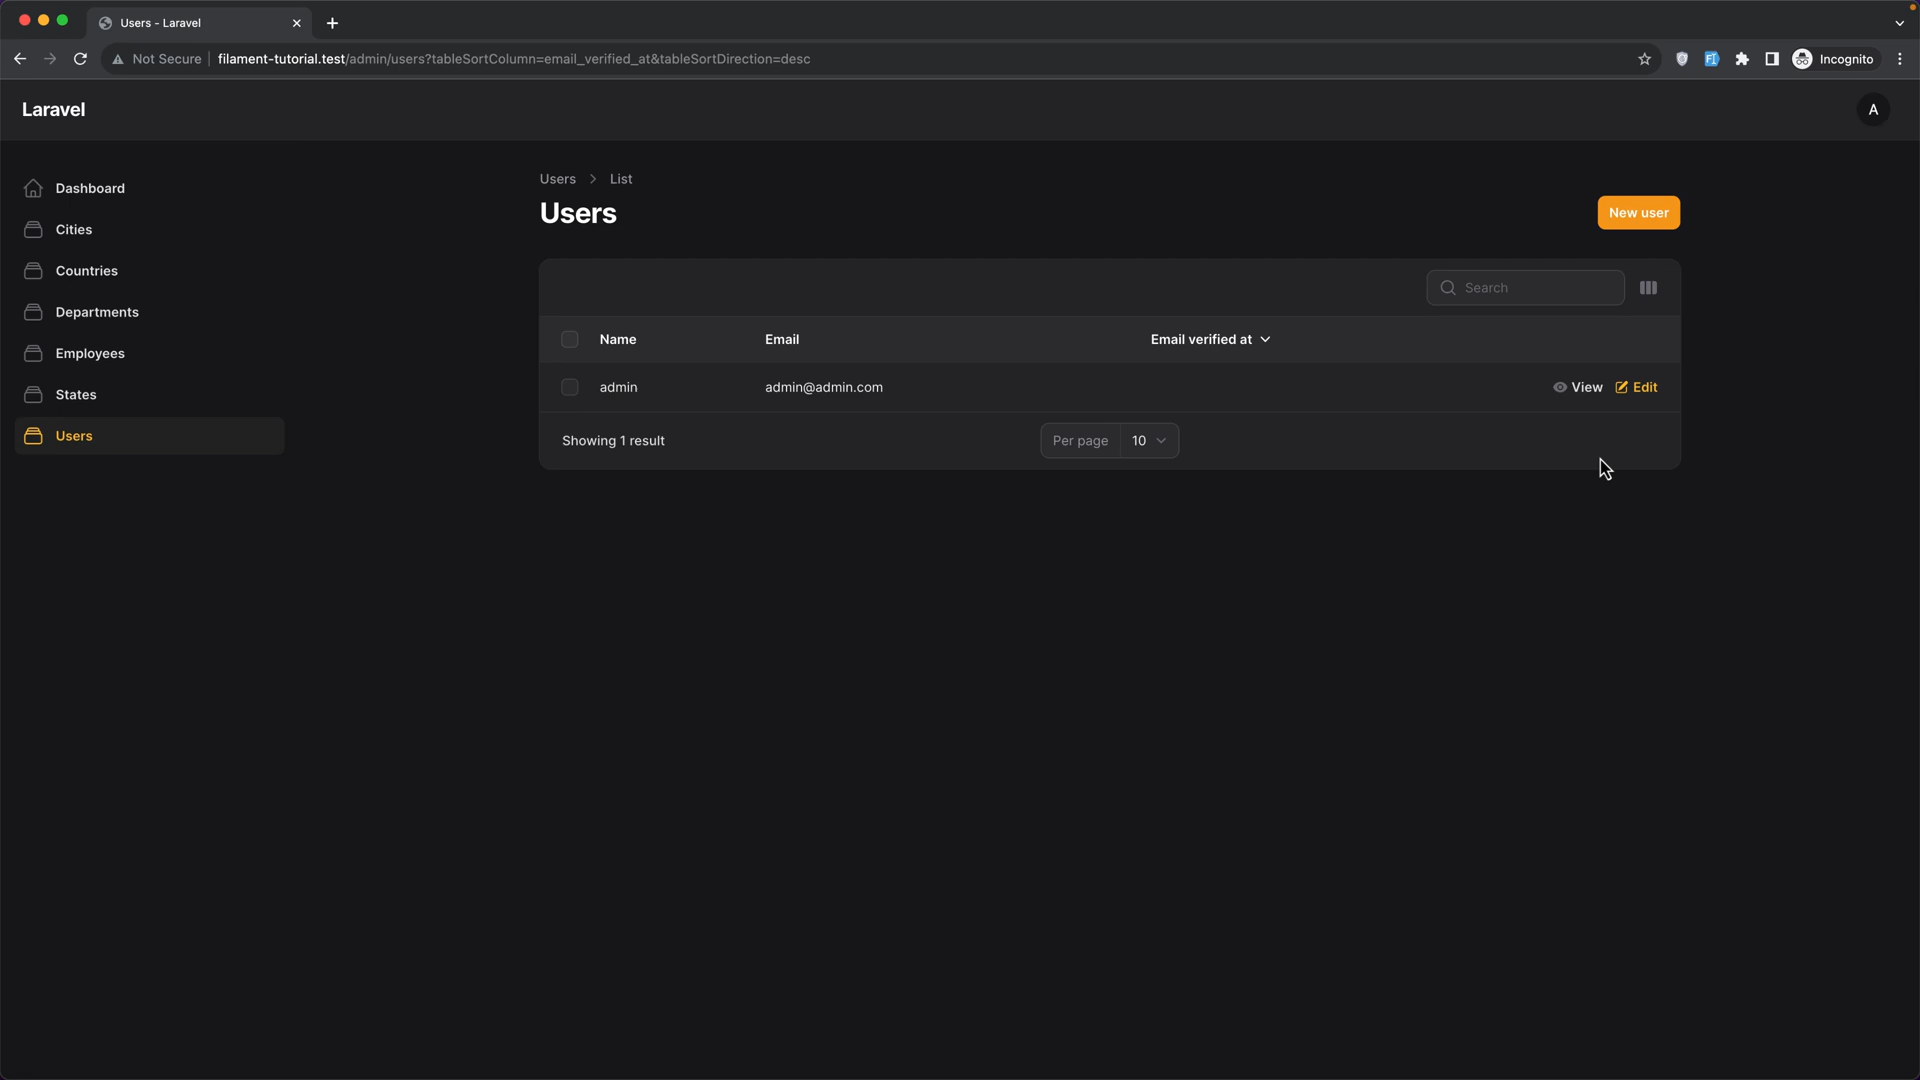 Users - Laravel
Not Secure filament-tutorial.test/admin/users?tableSortColumn=email_verified_at&tableSortDirection=desc
Incognito
Laravel
A
Dashboard
Cities
Countries
Departments
Employees
States
Users
Users > List
Users
New user
Search
Name Email Email verified at
admin admin@admin.com View Edit
Showing 1 result Per page 10